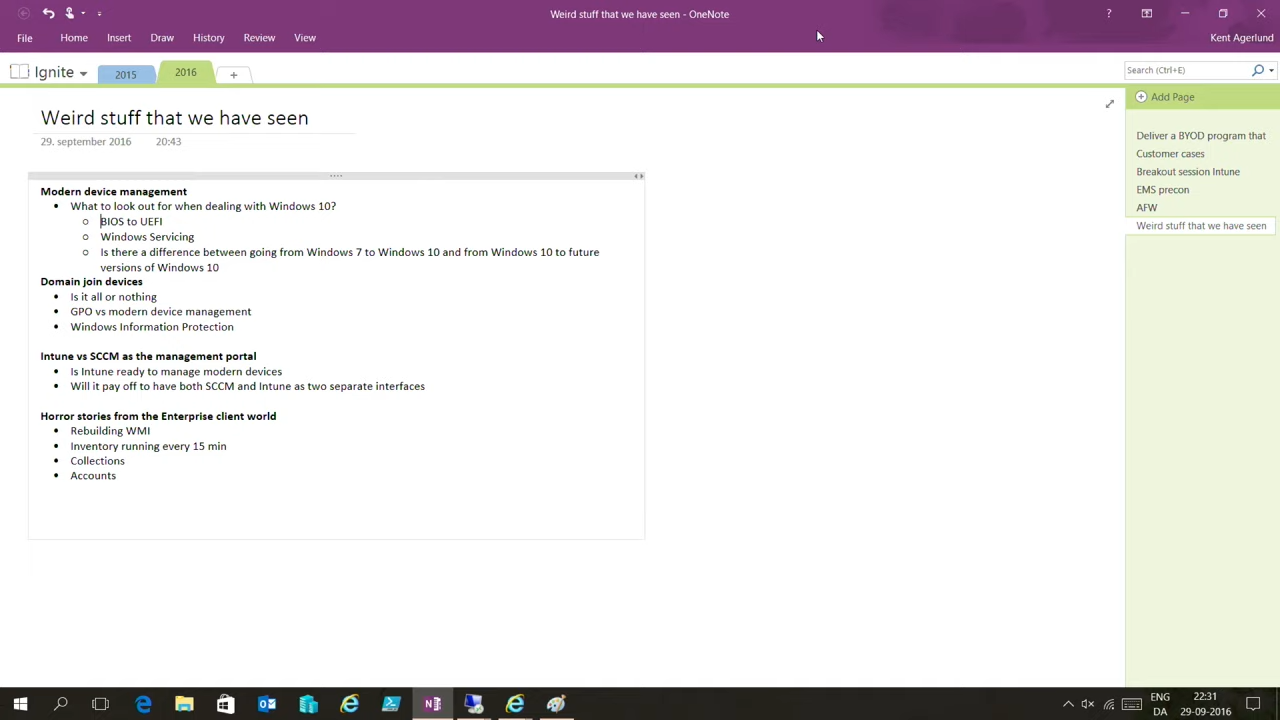 Weird stuff that we have seen - OneNote
?
File Home Insert Draw History Review View
Kent Agerlund
Ignite 2015 2016 +
Search (Ctrl+E)
Add Page
Deliver a BYOD program that
Customer cases
Breakout session Intune
EMS precon
AFW
Weird stuff that we have seen
Weird stuff that we have seen
29. september 2016 20:43
Modern device management
• What to look out for when dealing with Windows 10?
○ BIOS to UEFI
○ Windows Servicing
○ Is there a difference between going from Windows 7 to Windows 10 and from Windows 10 to future
versions of Windows 10
Domain join devices
• Is it all or nothing
• GPO vs modern device management
• Windows Information Protection
Intune vs SCCM as the management portal
• Is Intune ready to manage modern devices
• Will it pay off to have both SCCM and Intune as two separate interfaces
Horror stories from the Enterprise client world
• Rebuilding WMI
• Inventory running every 15 min
• Collections
• Accounts
ENG 22:31
DA 29-09-2016